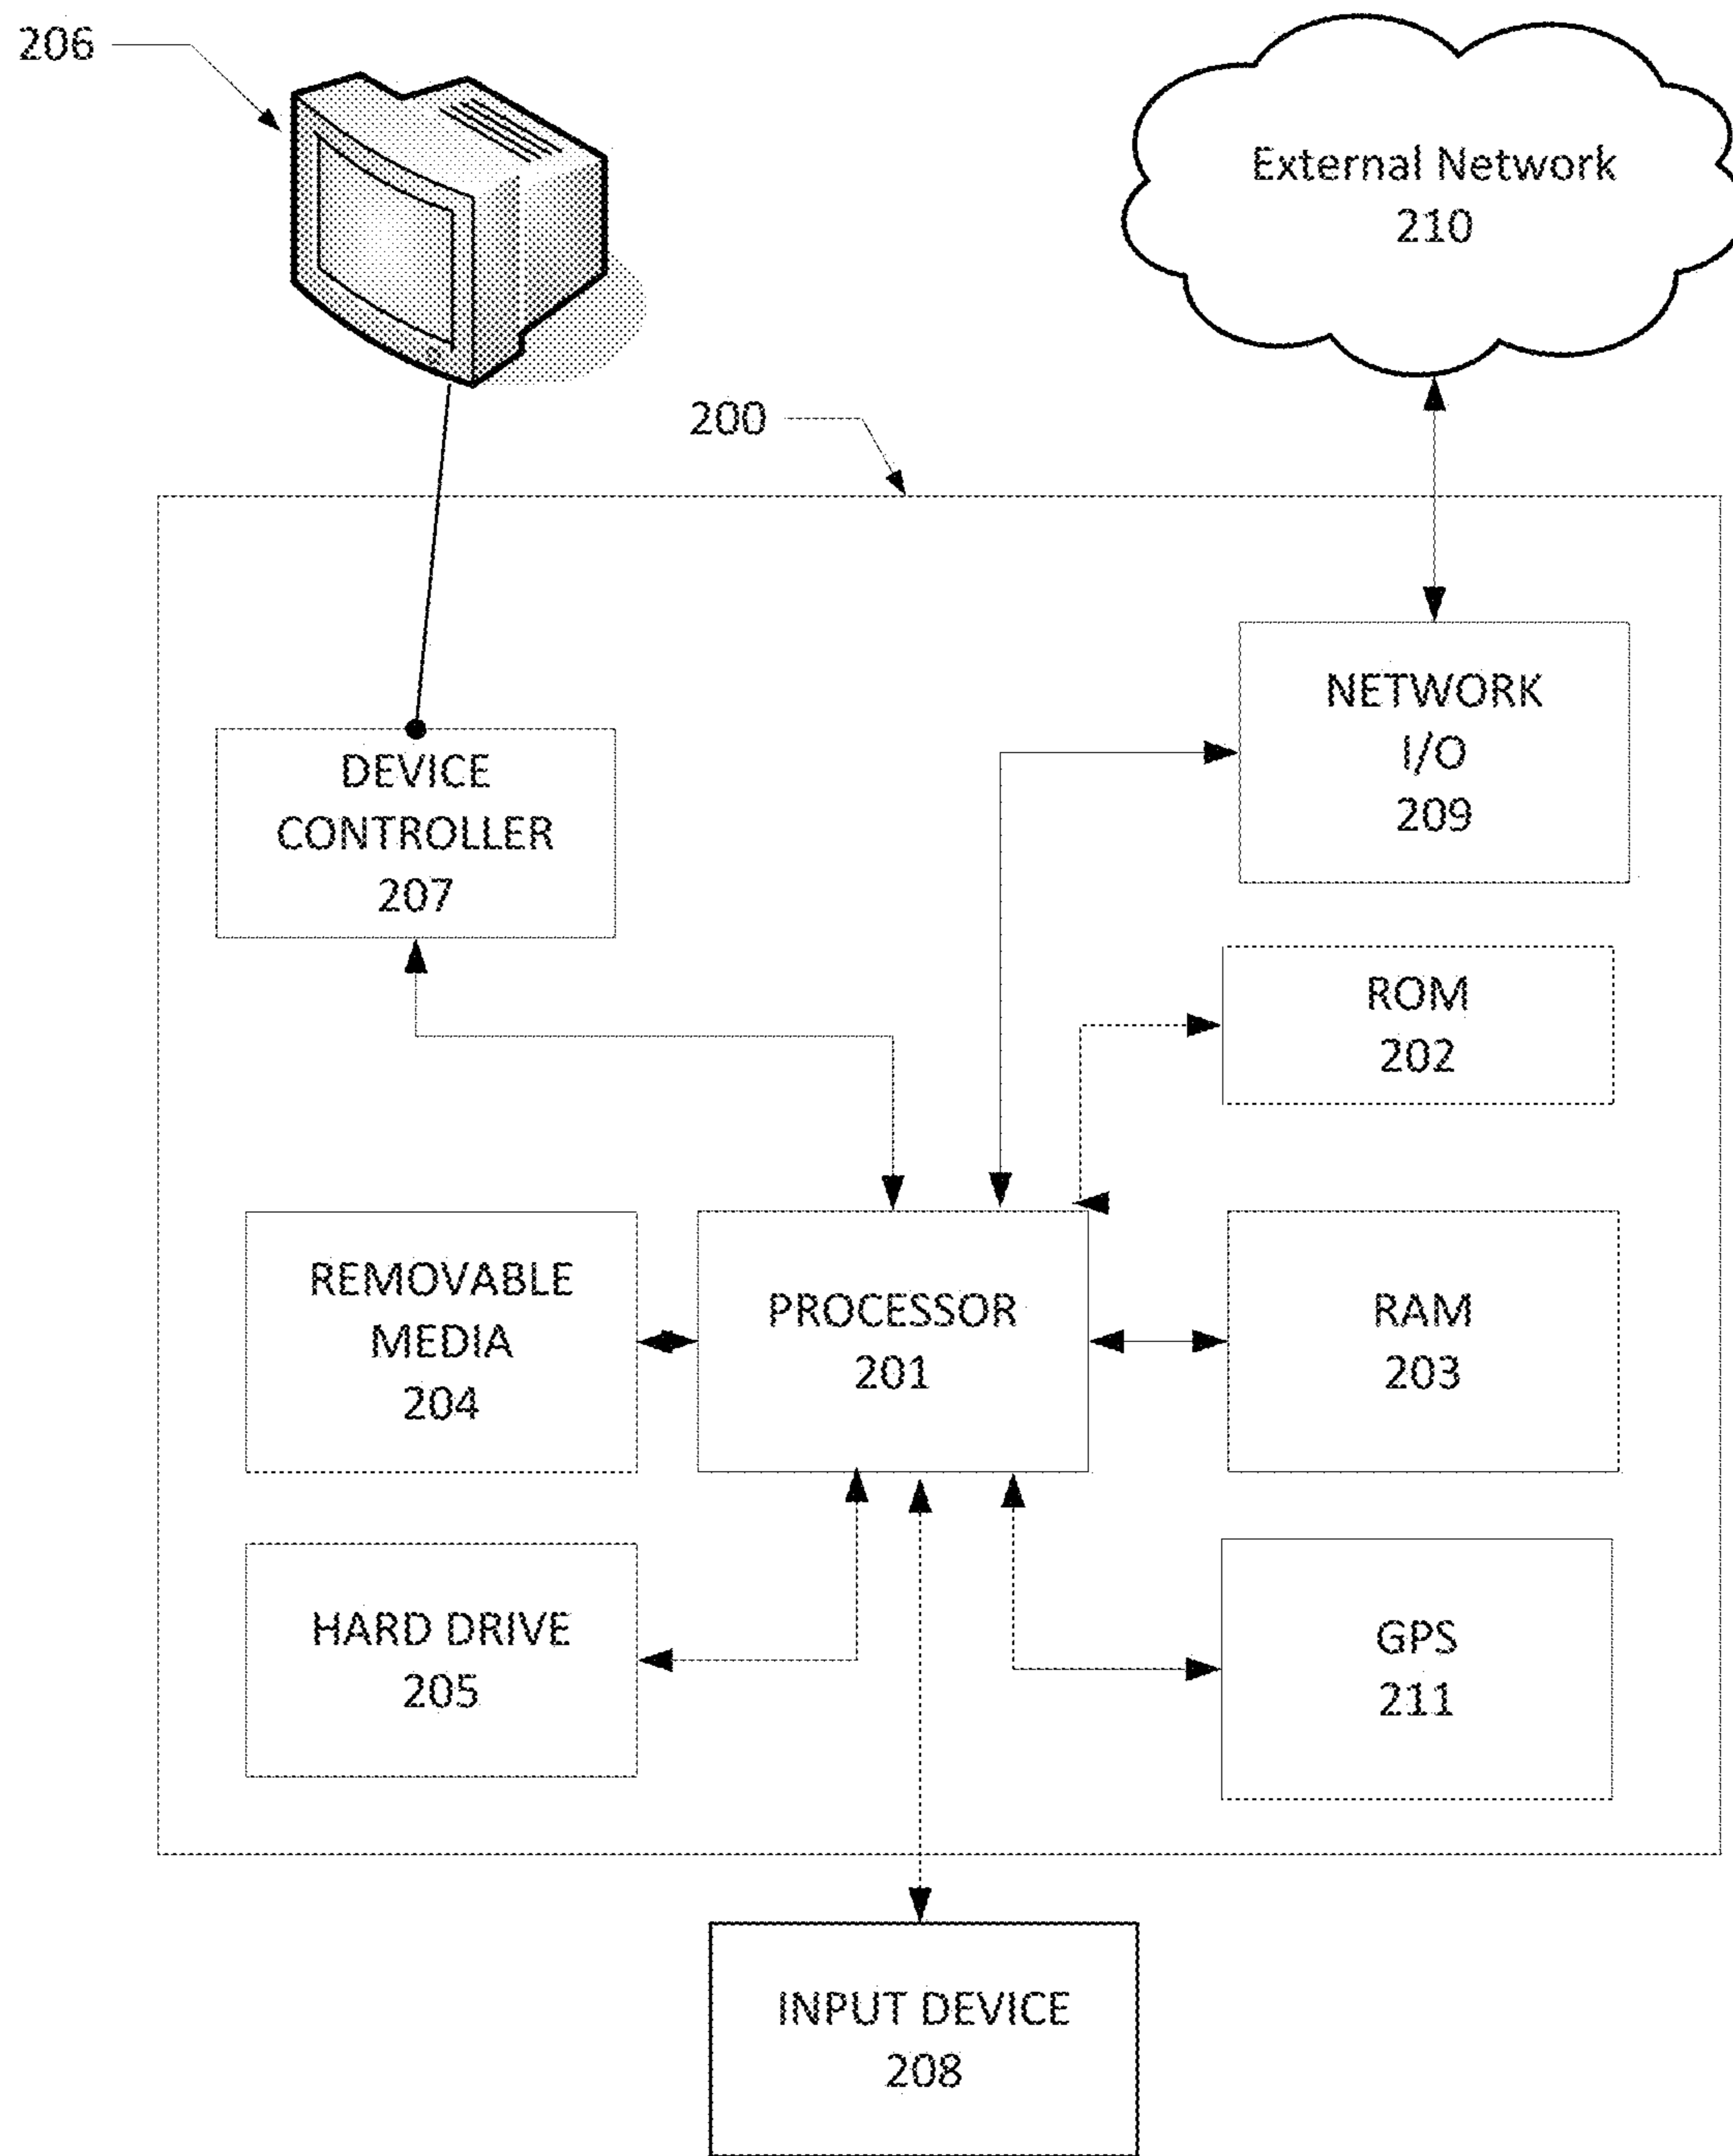 206
External Network
210
200
NETWORK
I/O
209
DEVICE
CONTROLLER
207
ROM
202
REMOVABLE
MEDIA
204
PROCESSOR
201
RAM
203
HARD DRIVE
205
GPS
211
INPUT DEVICE
208